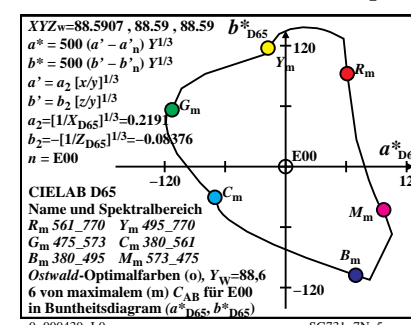 XYZw=88.5907 , 88.59 , 88.59
a* = 500 (a' – a'n) Y1/3
b* = 500 (b' – b'n) Y1/3
a' = a2 [x/y]1/3
b' = b2 [z/y]1/3
a2=[1/XD65]1/3=0.2191
b2=–[1/ZD65]1/3=–0.08376
n = E00
CIELAB D65
Name und Spektralbereich
Rm 561_770 Ym 495_770
Gm 475_573 Cm 380_561
Bm 380_495 Mm 573_475
Ostwald-Optimalfarben (o), YW=88,6
6 von maximalem (m) CAB für E00
in Buntheitsdiagram (a*D65, b*D65)
b*D65
120
Ym
Rm
Gm
E00
a*D6
–120
12
Cm
Mm
Bm
–120